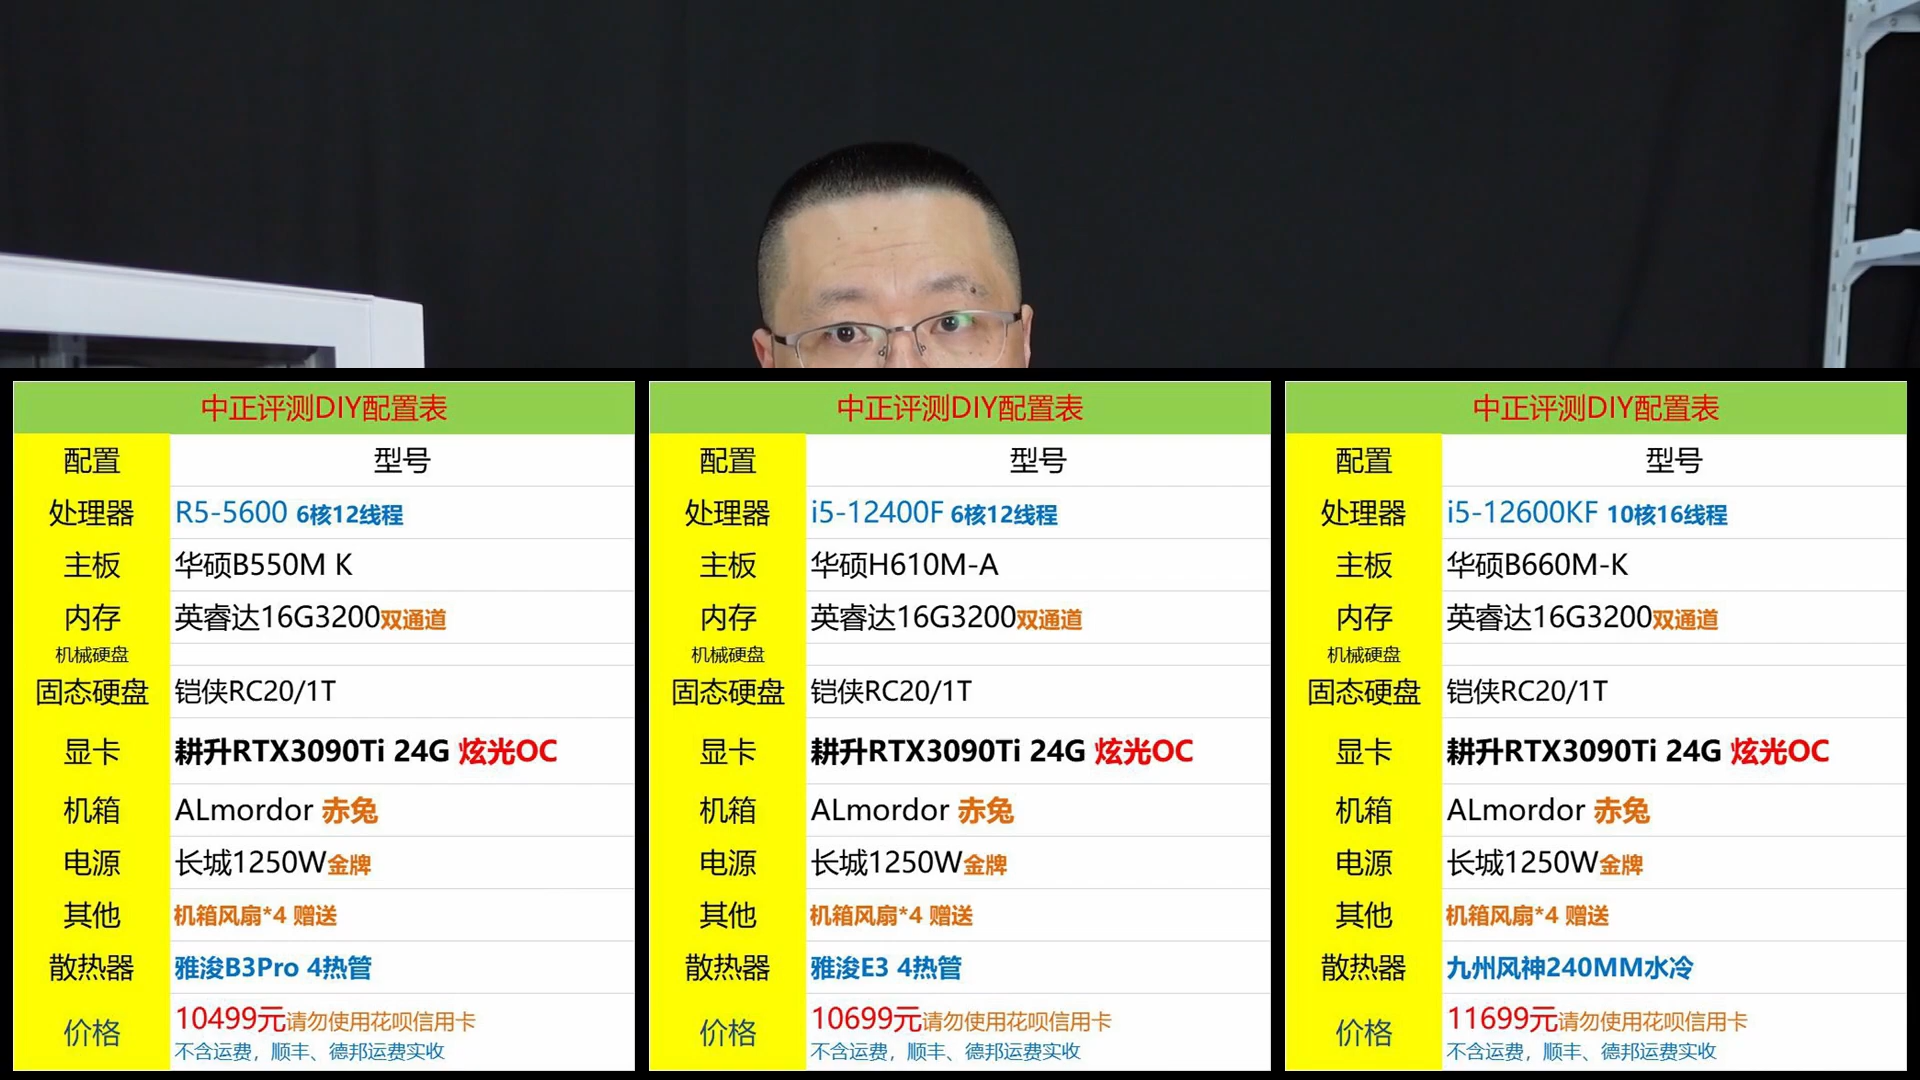 中正评测DIY配置表
配置 型号
处理器 R5-5600 6核12线程
主板 华硕B550M K
内存 英睿达16G3200双通道
机械硬盘
固态硬盘 铠侠RC20/1T
显卡 耕升RTX3090Ti 24G 炫光OC
机箱 ALmordor 赤兔
电源 长城1250W金牌
其他 机箱风扇*4 赠送
散热器 雅浚B3Pro 4热管
价格 10499元请勿使用花呗信用卡
不含运费，顺丰、德邦运费实收
中正评测DIY配置表
配置 型号
处理器 i5-12400F 6核12线程
主板 华硕H610M-A
内存 英睿达16G3200双通道
机械硬盘
固态硬盘 铠侠RC20/1T
显卡 耕升RTX3090Ti 24G 炫光OC
机箱 ALmordor 赤兔
电源 长城1250W金牌
其他 机箱风扇*4 赠送
散热器 雅浚E3 4热管
价格 10699元请勿使用花呗信用卡
不含运费，顺丰、德邦运费实收
中正评测DIY配置表
配置 型号
处理器 i5-12600KF 10核16线程
主板 华硕B660M-K
内存 英睿达16G3200双通道
机械硬盘
固态硬盘 铠侠RC20/1T
显卡 耕升RTX3090Ti 24G 炫光OC
机箱 ALmordor 赤兔
电源 长城1250W金牌
其他 机箱风扇*4 赠送
散热器 九州风神240MM水冷
价格 11699元请勿使用花呗信用卡
不含运费，顺丰、德邦运费实收